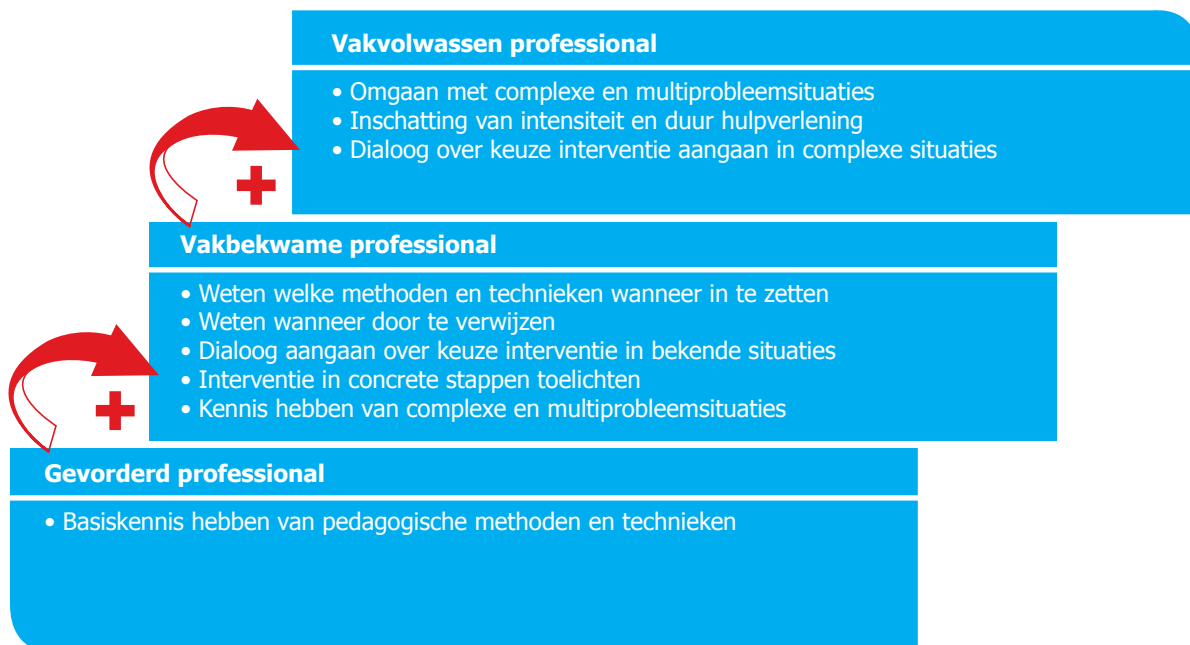 Vakvolwassen professional
• Omgaan met complexe en multiprobleemsituaties
• Inschatting van intensiteit en duur hulpverlening
• Dialoog over keuze interventie aangaan in complexe situaties
Vakbekwame professional
• Weten welke methoden en technieken wanneer in te zetten
• Weten wanneer door te verwijzen
• Dialoog aangaan over keuze interventie in bekende situaties
• Interventie in concrete stappen toelichten
• Kennis hebben van complexe en multiprobleemsituaties
Gevorderd professional
• Basiskennis hebben van pedagogische methoden en technieken